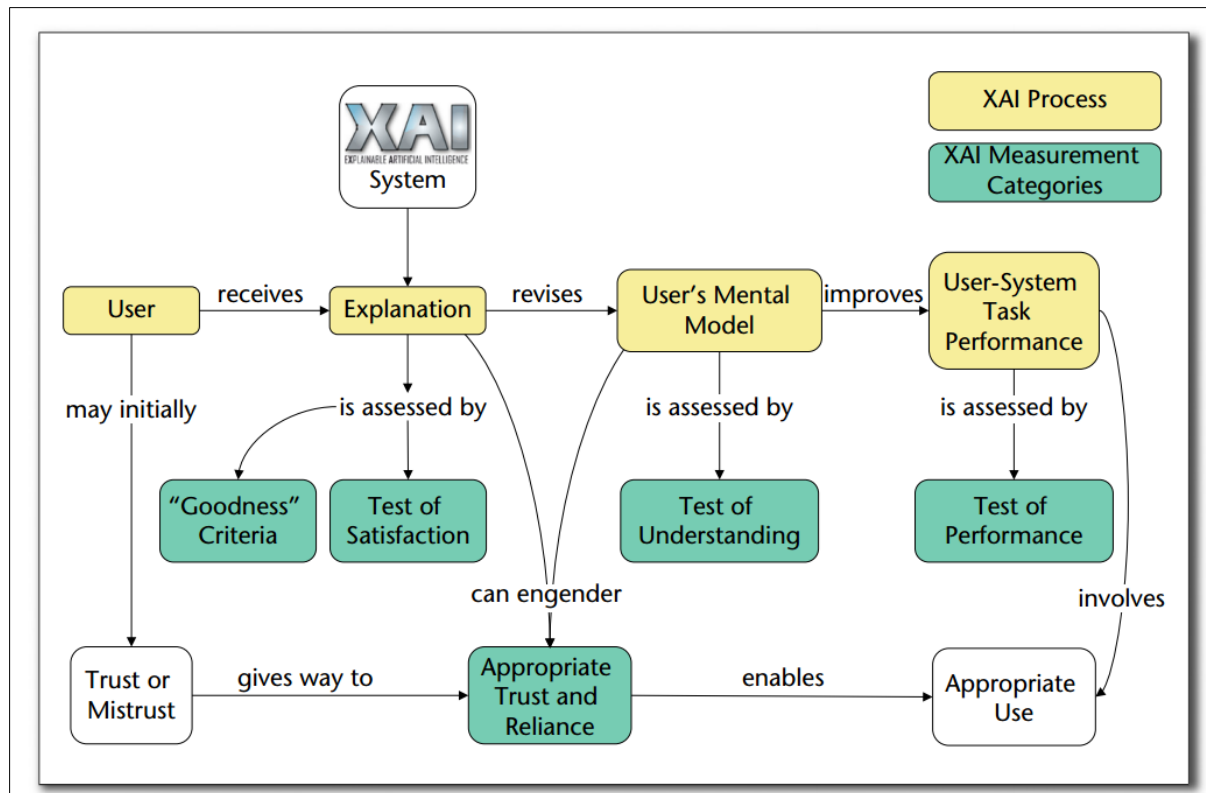 XAI
EXPLAINABLE ARTIFICIAL INTELLIGENCE
System
XAI Process
XAI Measurement
Categories
User
receives
Explanation
revises
User's Mental
Model
improves
User-System
Task
Performance
may initially
is assessed by
is assessed by
is assessed by
"Goodness"
Criteria
Test of
Satisfaction
Test of
Understanding
Test of
Performance
can engender
involves
Trust or
Mistrust
gives way to
Appropriate
Trust and
Reliance
enables
Appropriate
Use